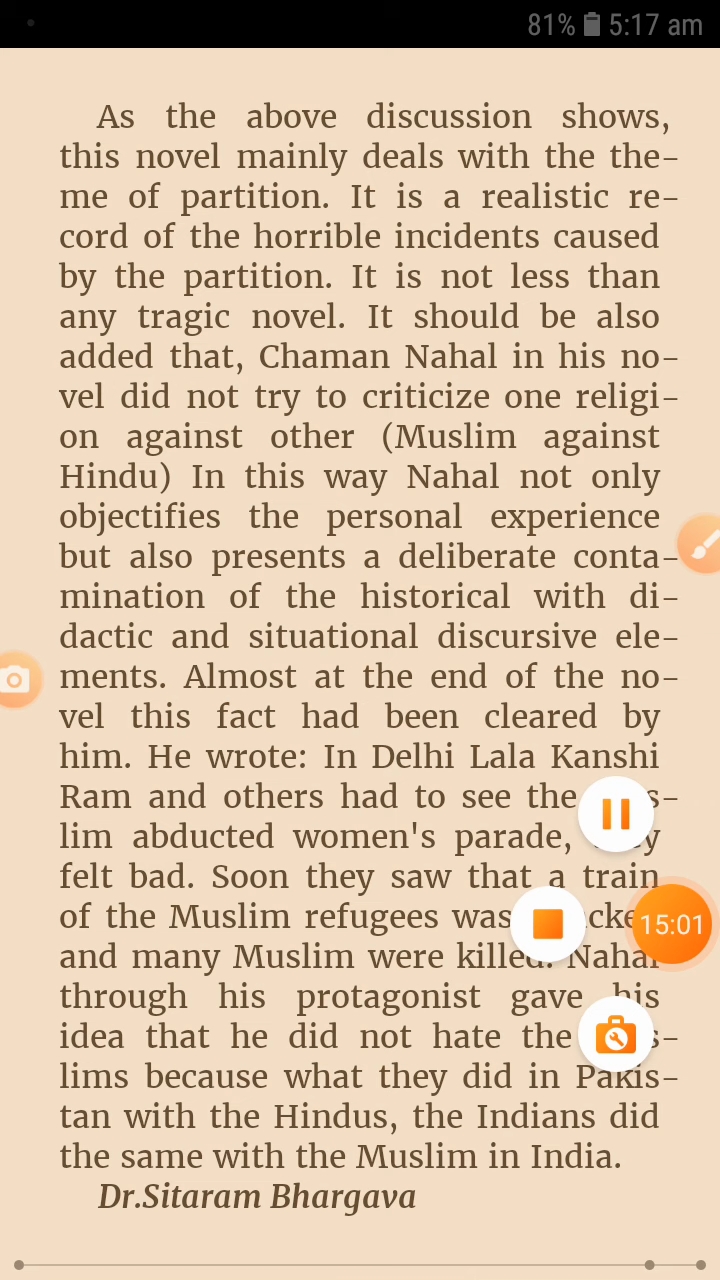 81% 5:17 am
As the above discussion shows,
this novel mainly deals with the the-
me of partition. It is a realistic re-
cord of the horrible incidents caused
by the partition. It is not less than
any tragic novel. It should be also
added that, Chaman Nahal in his no-
vel did not try to criticize one religi-
on against other (Muslim against
Hindu) In this way Nahal not only
objectifies the personal experience
but also presents a deliberate conta-
mination of the historical with di-
dactic and situational discursive ele-
ments. Almost at the end of the no-
vel this fact had been cleared by
him. He wrote: In Delhi Lala Kanshi
Ram and others had to see the
lim abducted women's parade,
felt bad. Soon they saw that a train
of the Muslim refugees was
15:01
and many Muslim were killed. Nahal
through his protagonist gave his
idea that he did not hate the
lims because what they did in Pakis-
tan with the Hindus, the Indians did
the same with the Muslim in India.
Dr.Sitaram Bhargava